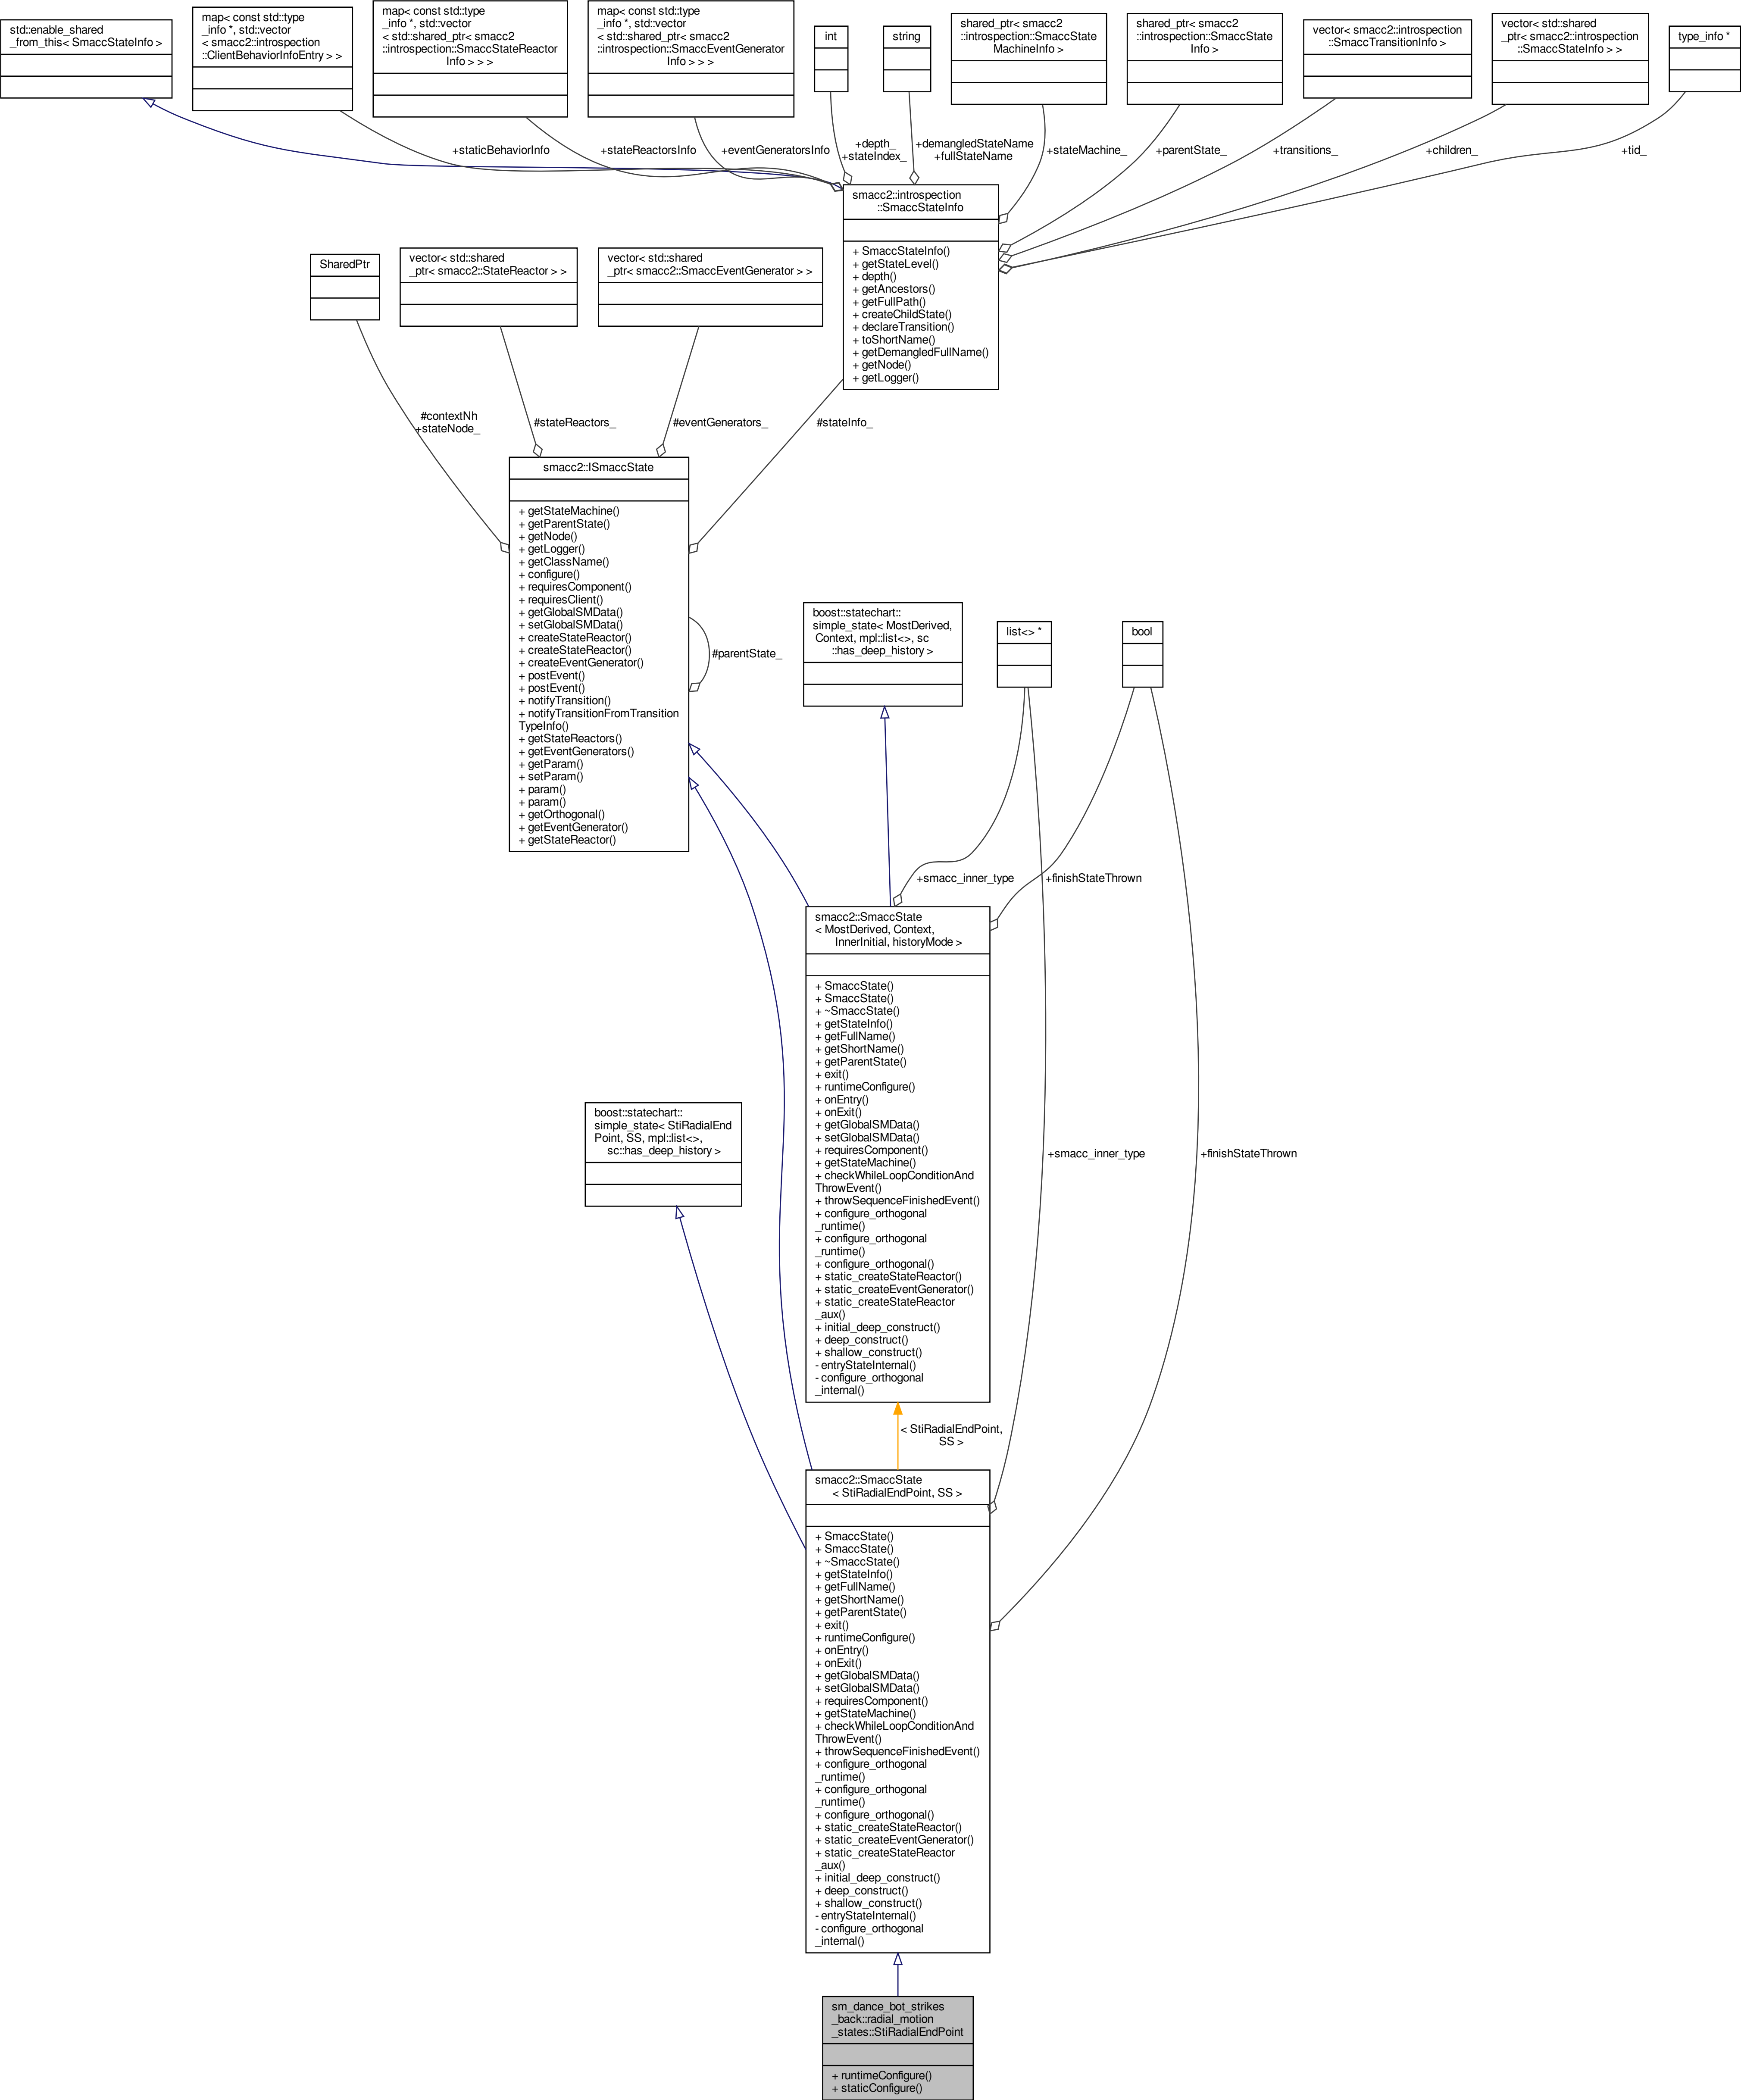 std::enable_shared
_from_this< SmaccStateInfo >
map< const std::type
_info *, std::vector
< smacc2::introspection
::ClientBehaviorInfoEntry > >
map< const std::type
_info *, std::vector
< std::shared_ptr< smacc2
::introspection::SmaccStateReactor
Info > > >
map< const std::type
_info *, std::vector
< std::shared_ptr< smacc2
::introspection::SmaccEventGenerator
Info > > >
int
string
shared_ptr< smacc2
::introspection::SmaccState
MachineInfo >
shared_ptr< smacc2
::introspection::SmaccState
Info >
vector< smacc2::introspection
::SmaccTransitionInfo >
vector< std::shared
_ptr< smacc2::introspection
::SmaccStateInfo > >
type_info *
+staticBehaviorInfo
+stateReactorsInfo
+eventGeneratorsInfo
+depth_
+stateIndex_
+demangledStateName
+fullStateName
+stateMachine_
+parentState_
+transitions_
+children_
+tid_
smacc2::introspection
::SmaccStateInfo
+ SmaccStateInfo()
+ getStateLevel()
+ depth()
+ getAncestors()
+ getFullPath()
+ createChildState()
+ declareTransition()
+ toShortName()
+ getDemangledFullName()
+ getNode()
+ getLogger()
SharedPtr
vector< std::shared
_ptr< smacc2::StateReactor > >
vector< std::shared
_ptr< smacc2::SmaccEventGenerator > >
#contextNh
+stateNode_
#stateReactors_
#eventGenerators_
#stateInfo_
smacc2::ISmaccState
+ getStateMachine()
+ getParentState()
+ getNode()
+ getLogger()
+ getClassName()
+ configure()
+ requiresComponent()
+ requiresClient()
+ getGlobalSMData()
+ setGlobalSMData()
+ createStateReactor()
+ createStateReactor()
+ createEventGenerator()
+ postEvent()
+ postEvent()
+ notifyTransition()
+ notifyTransitionFromTransition
TypeInfo()
+ getStateReactors()
+ getEventGenerators()
+ getParam()
+ setParam()
+ param()
+ param()
+ getOrthogonal()
+ getEventGenerator()
+ getStateReactor()
#parentState_
boost::statechart::
simple_state< MostDerived,
Context, mpl::list<>, sc
::has_deep_history >
list<> *
bool
+smacc_inner_type
+finishStateThrown
smacc2::SmaccState
< MostDerived, Context,
InnerInitial, historyMode >
+ SmaccState()
+ SmaccState()
+ ~SmaccState()
+ getStateInfo()
+ getFullName()
+ getShortName()
+ getParentState()
+ exit()
+ runtimeConfigure()
+ onEntry()
+ onExit()
+ getGlobalSMData()
+ setGlobalSMData()
+ requiresComponent()
+ getStateMachine()
+ checkWhileLoopConditionAnd
ThrowEvent()
+ throwSequenceFinishedEvent()
+ configure_orthogonal
_runtime()
+ configure_orthogonal
_runtime()
+ configure_orthogonal()
+ static_createStateReactor()
+ static_createEventGenerator()
+ static_createStateReactor
_aux()
+ initial_deep_construct()
+ deep_construct()
+ shallow_construct()
- entryStateInternal()
- configure_orthogonal
_internal()
boost::statechart::
simple_state< StiRadialEnd
Point, SS, mpl::list<>,
sc::has_deep_history >
+smacc_inner_type
+finishStateThrown
< StiRadialEndPoint,
SS >
smacc2::SmaccState
< StiRadialEndPoint, SS >
+ SmaccState()
+ SmaccState()
+ ~SmaccState()
+ getStateInfo()
+ getFullName()
+ getShortName()
+ getParentState()
+ exit()
+ runtimeConfigure()
+ onEntry()
+ onExit()
+ getGlobalSMData()
+ setGlobalSMData()
+ requiresComponent()
+ getStateMachine()
+ checkWhileLoopConditionAnd
ThrowEvent()
+ throwSequenceFinishedEvent()
+ configure_orthogonal
_runtime()
+ configure_orthogonal
_runtime()
+ configure_orthogonal()
+ static_createStateReactor()
+ static_createEventGenerator()
+ static_createStateReactor
_aux()
+ initial_deep_construct()
+ deep_construct()
+ shallow_construct()
- entryStateInternal()
- configure_orthogonal
_internal()
sm_dance_bot_strikes
_back::radial_motion
_states::StiRadialEndPoint
+ runtimeConfigure()
+ staticConfigure()